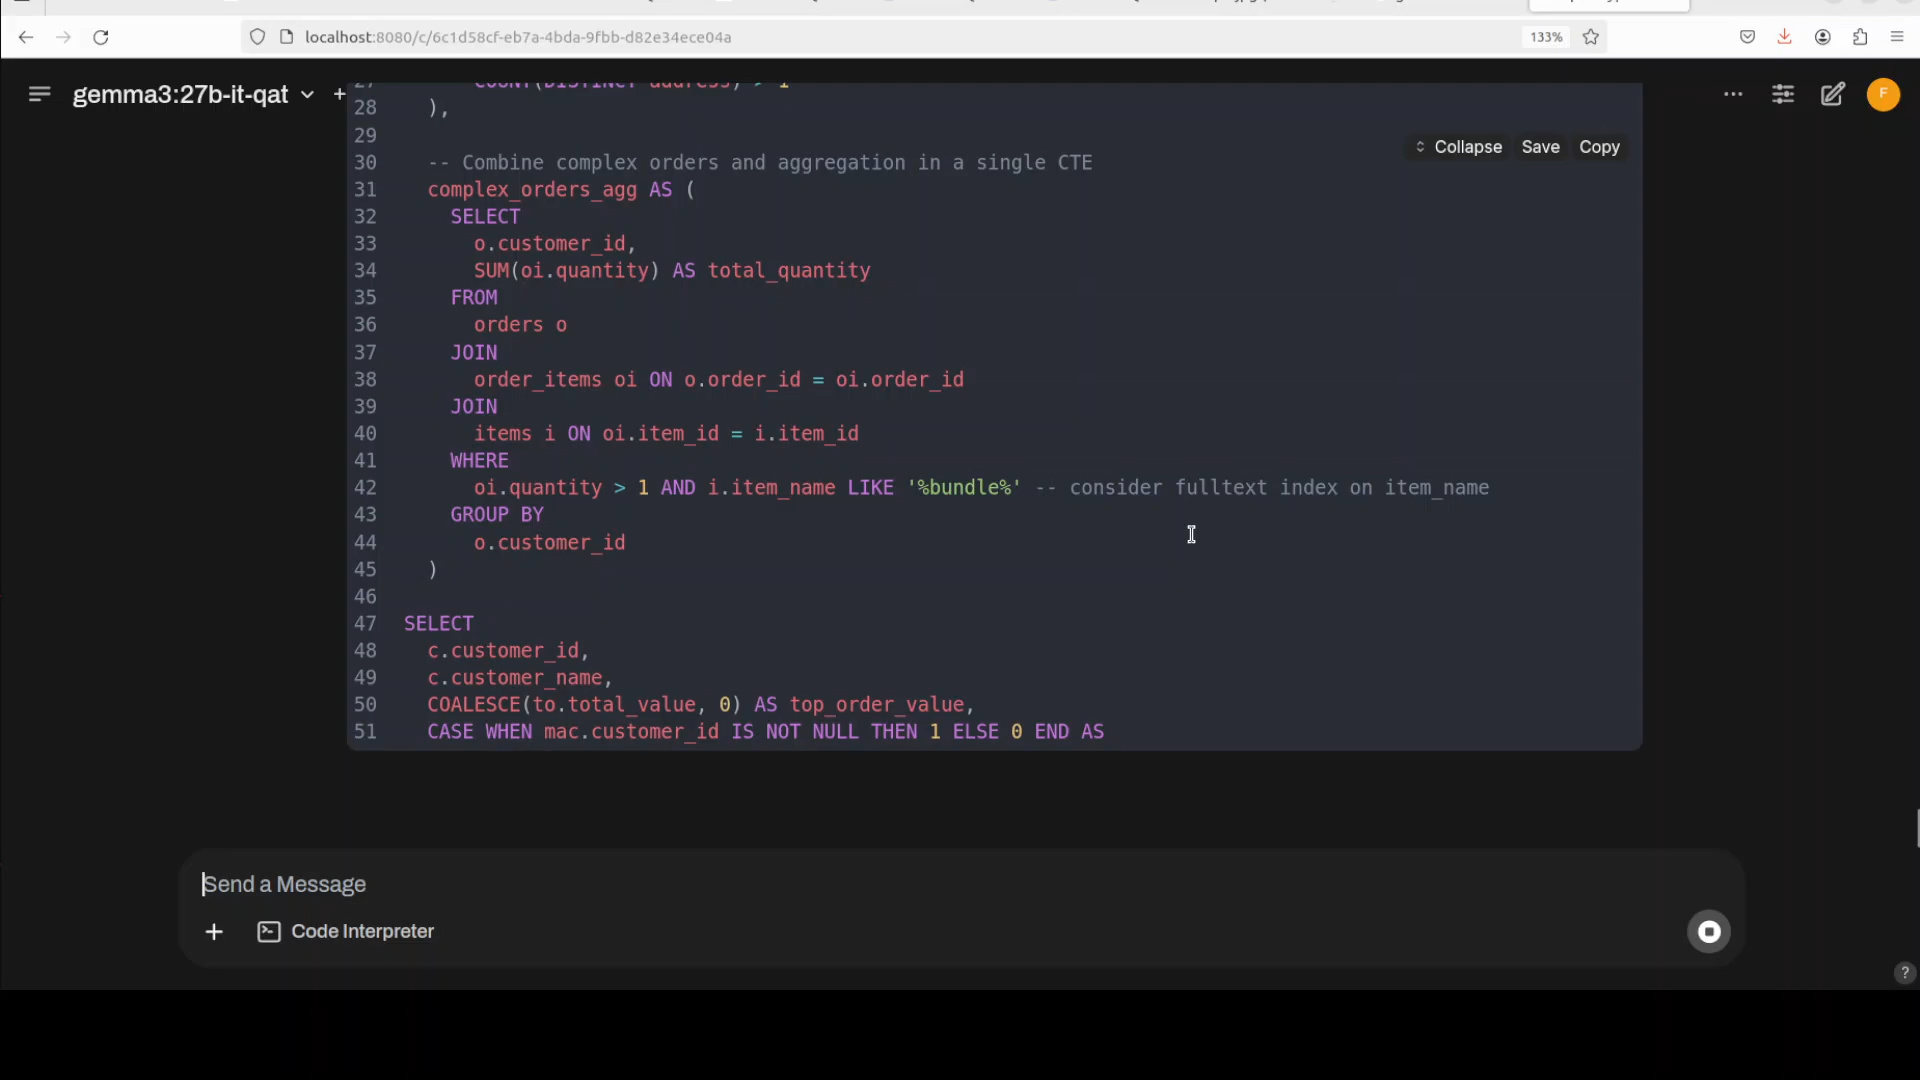 localhost:8080/c/6c1d58cf-eb7a-4bda-9fbb-d82e34ece04a 133%
gemma3:27b-it-qat + ... F
27 COUNT(DISTINCT address) > 1
28 ),
29
Collapse Save Copy
30 -- Combine complex orders and aggregation in a single CTE
31 complex_orders_agg AS (
32 SELECT
33 o.customer_id,
34 SUM(oi.quantity) AS total_quantity
35 FROM
36 orders o
37 JOIN
38 order_items oi ON o.order_id = oi.order_id
39 JOIN
40 items i ON oi.item_id = i.item_id
41 WHERE
42 oi.quantity > 1 AND i.item_name LIKE '%bundle%' -- consider fulltext index on item_name
43 GROUP BY
44 o.customer_id
45 )
46
47 SELECT
48 c.customer_id,
49 c.customer_name,
50 COALESCE(to.total_value, 0) AS top_order_value,
51 CASE WHEN mac.customer_id IS NOT NULL THEN 1 ELSE 0 END AS
Send a Message
+ Code Interpreter
?